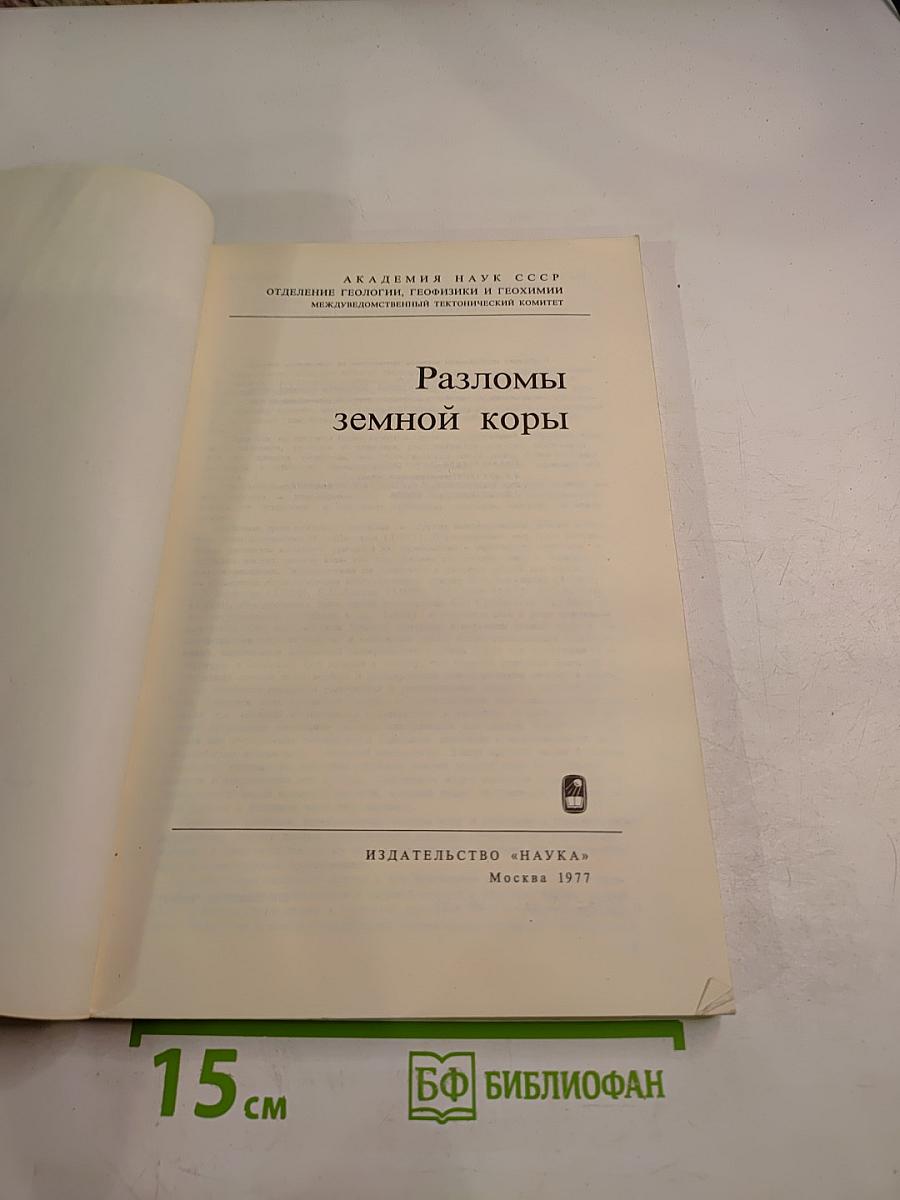 АКАДЕМИЯ НАУК СССР
ОТДЕЛЕНИЕ ГЕОЛОГИИ, ГЕОФИЗИКИ И ГЕОХИМИИ
МЕЖДУВЕДОМСТВЕННЫЙ ТЕКТОНИЧЕСКИЙ КОМИТЕТ
Разломы
земной коры
ИЗДАТЕЛЬСТВО «НАУКА»
Москва 1977
15 см
БФ БИБЛИОФАН